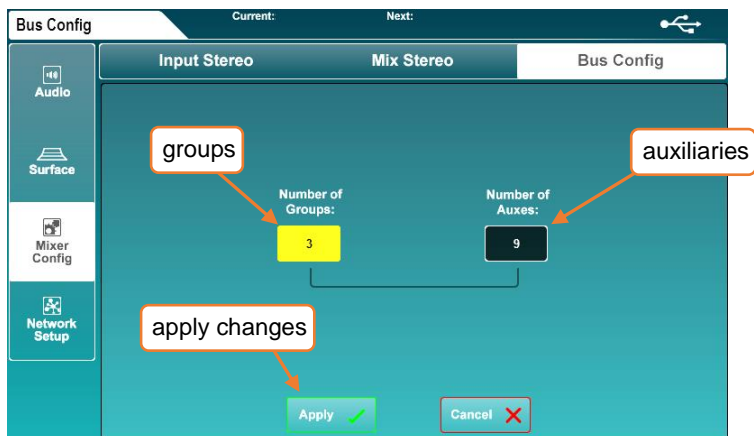 Bus Config
Current:
Next:
Input Stereo
Mix Stereo
Bus Config
Audio
Surface
Mixer
Config
Network
Setup
groups
auxiliaries
Number of
Groups:
Number of
Auxes:
3
9
apply changes
Apply
Cancel